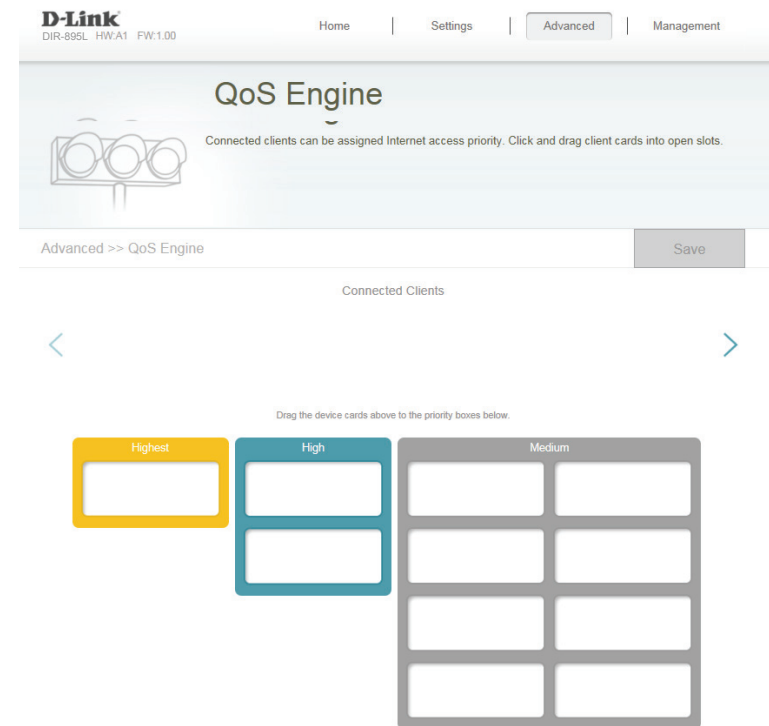 D-Link
DIR-895L HW:A1 FW:1.00
Home | Settings | Advanced | Management
QoS Engine
Connected clients can be assigned Internet access priority. Click and drag client cards into open slots.
Advanced >> QoS Engine
Save
Connected Clients
Drag the device cards above to the priority boxes below.
Highest
High
Medium